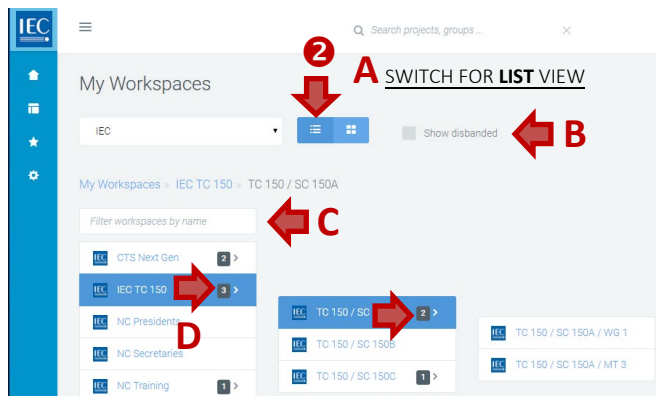 IEC
Search projects, groups ...
2
A SWITCH FOR LIST VIEW
My Workspaces
IEC
Show disbanded
B
My Workspaces » IEC TC 150 » TC 150 / SC 150A
Filter workspaces by name
C
IEC CTS Next Gen 2 >
IEC IEC TC 150 3 >
D
IEC NC Presidents
IEC NC Secretaries
IEC NC Training 1 >
IEC TC 150 / SC 2 >
IEC TC 150 / SC 150B
IEC TC 150 / SC 150C 1 >
IEC TC 150 / SC 150A / WG 1
IEC TC 150 / SC 150A / MT 3